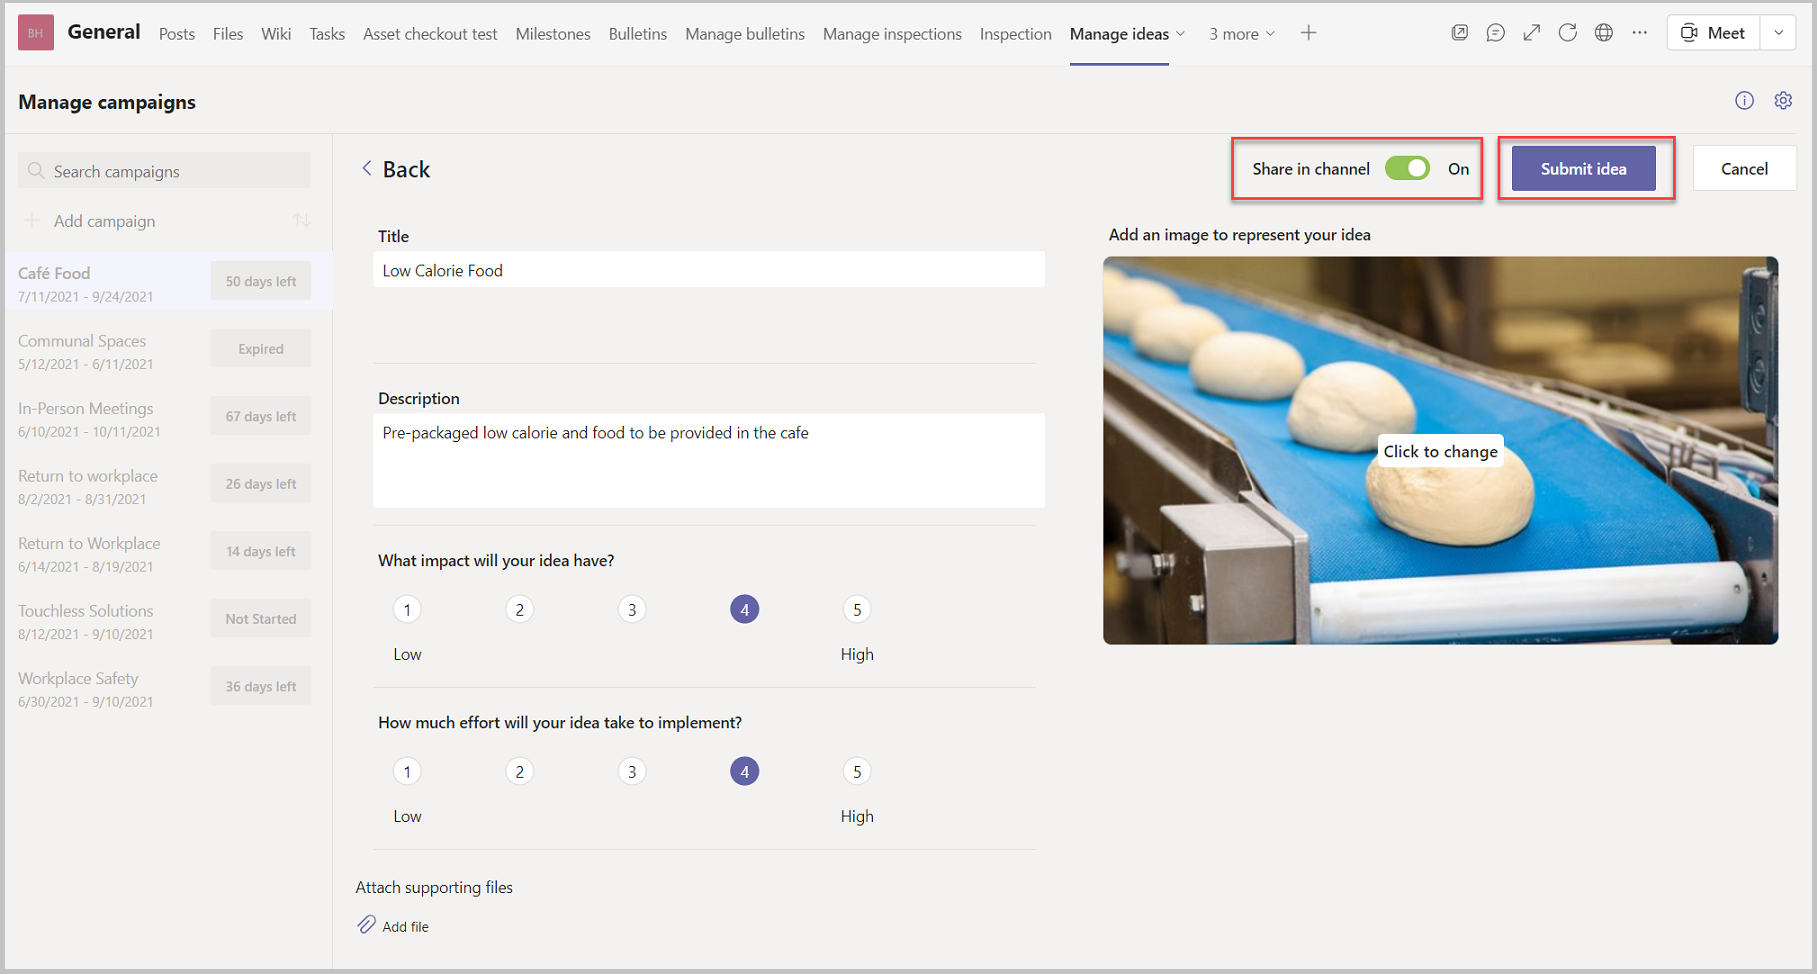 BH General Posts Files Wiki Tasks Asset checkout test Milestones Bulletins Manage bulletins Manage inspections Inspection Manage ideas 3 more Meet
Manage campaigns
Search campaigns
Add campaign
Café Food
7/11/2021 - 9/24/2021
50 days left
Communal Spaces
5/12/2021 - 6/11/2021
Expired
In-Person Meetings
6/10/2021 - 10/11/2021
67 days left
Return to workplace
8/2/2021 - 8/31/2021
26 days left
Return to Workplace
6/14/2021 - 8/19/2021
14 days left
Touchless Solutions
8/12/2021 - 9/10/2021
Not Started
Workplace Safety
6/30/2021 - 9/10/2021
36 days left
Back
Share in channel On
Submit idea
Cancel
Title
Low Calorie Food
Description
Pre-packaged low calorie and food to be provided in the cafe
What impact will your idea have?
1 2 3 4 5
Low High
How much effort will your idea take to implement?
1 2 3 4 5
Low High
Attach supporting files
Add file
Add an image to represent your idea
Click to change